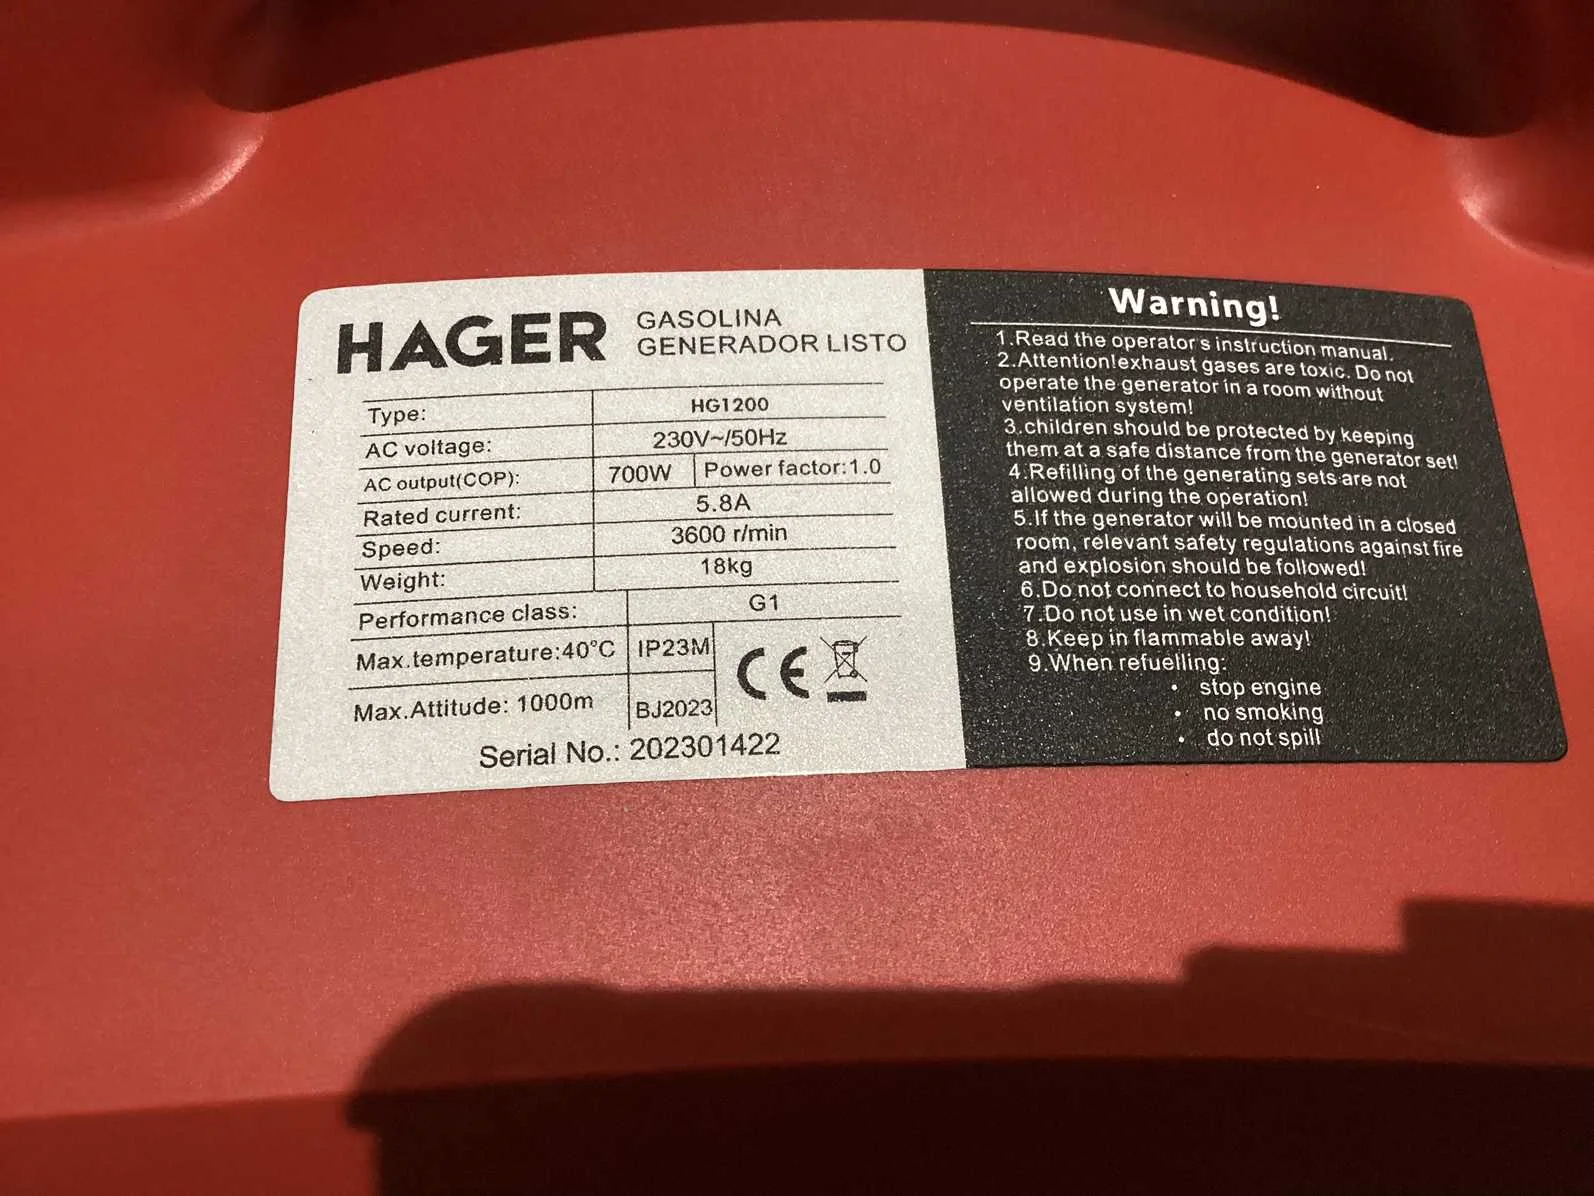 HAGER
GASOLINA
GENERADOR LISTO
Type: HG1200
AC voltage: 230V~/50Hz
AC output(COP): 700W Power factor:1.0
Rated current: 5.8A
Speed: 3600 r/min
Weight: 18kg
Performance class: G1
Max.temperature:40°C IP23M
Max.Attitude: 1000m BJ2023
CE
Serial No.: 202301422
Warning!
1.Read the operator's instruction manual.
2.Attention!exhaust gases are toxic. Do not
operate the generator in a room without
ventilation system!
3.children should be protected by keeping
them at a safe distance from the generator set!
4.Refilling of the generating sets are not
allowed during the operation!
5.If the generator will be mounted in a closed
room, relevant safety regulations against fire
and explosion should be followed!
6.Do not connect to household circuit!
7.Do not use in wet condition!
8.Keep in flammable away!
9.When refuelling:
• stop engine
• no smoking
• do not spill